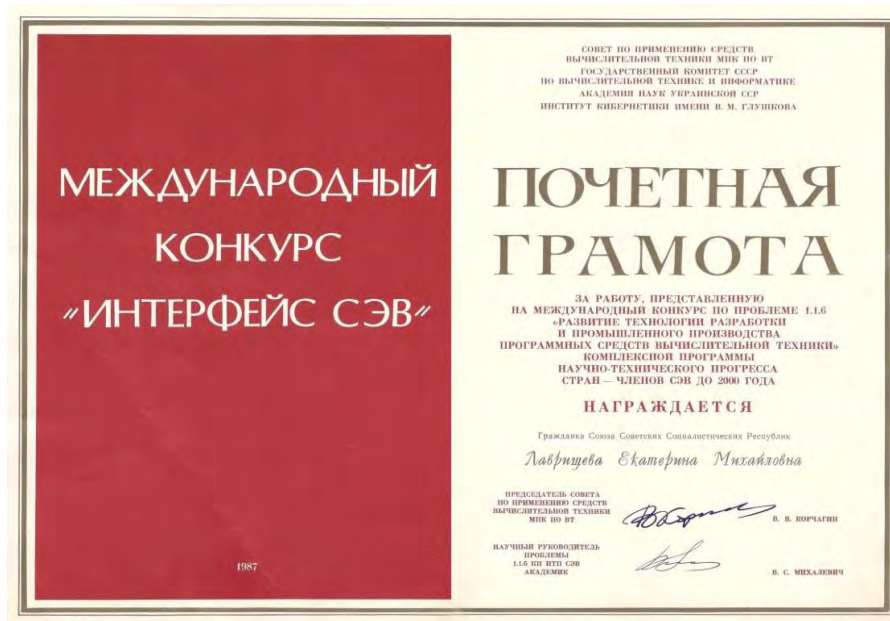 МЕЖДУНАРОДНЫЙ
КОНКУРС
"ИНТЕРФЕЙС СЭВ"
1987
СОВЕТ ПО ПРИМЕНЕНИЮ СРЕДСТВ
ВЫЧИСЛИТЕЛЬНОЙ ТЕХНИКИ МПК ПО ВТ
ГОСУДАРСТВЕННЫЙ КОМИТЕТ СССР
ПО ВЫЧИСЛИТЕЛЬНОЙ ТЕХНИКЕ И ИНФОРМАТИКЕ
АКАДЕМИЯ НАУК УКРАИНСКОЙ ССР
ИНСТИТУТ КИБЕРНЕТИКИ ИМЕНИ В. М. ГЛУШКОВА
ПОЧЕТНАЯ
ГРАМОТА
ЗА РАБОТУ, ПРЕДСТАВЛЕННУЮ
НА МЕЖДУНАРОДНЫЙ КОНКУРС ПО ПРОБЛЕМЕ 1.1.6
«РАЗВИТИЕ ТЕХНОЛОГИИ РАЗРАБОТКИ
И ПРОМЫШЛЕННОГО ПРОИЗВОДСТВА
ПРОГРАММНЫХ СРЕДСТВ ВЫЧИСЛИТЕЛЬНОЙ ТЕХНИКИ»
КОМПЛЕКСНОЙ ПРОГРАММЫ
НАУЧНО-ТЕХНИЧЕСКОГО ПРОГРЕССА
СТРАН — ЧЛЕНОВ СЭВ ДО 2000 ГОДА
НАГРАЖДАЕТСЯ
Гражданка Союза Советских Социалистических Республик
Лаврищева Екатерина Михайловна
ПРЕДСЕДАТЕЛЬ СОВЕТА
ПО ПРИМЕНЕНИЮ СРЕДСТВ
ВЫЧИСЛИТЕЛЬНОЙ ТЕХНИКИ
МПК ПО ВТ
В. В. КОРЧАГИН
НАУЧНЫЙ РУКОВОДИТЕЛЬ
ПРОБЛЕМЫ
1.1.6 КП НТП СЭВ
АКАДЕМИК
В. С. МИХАЛЕВИЧ